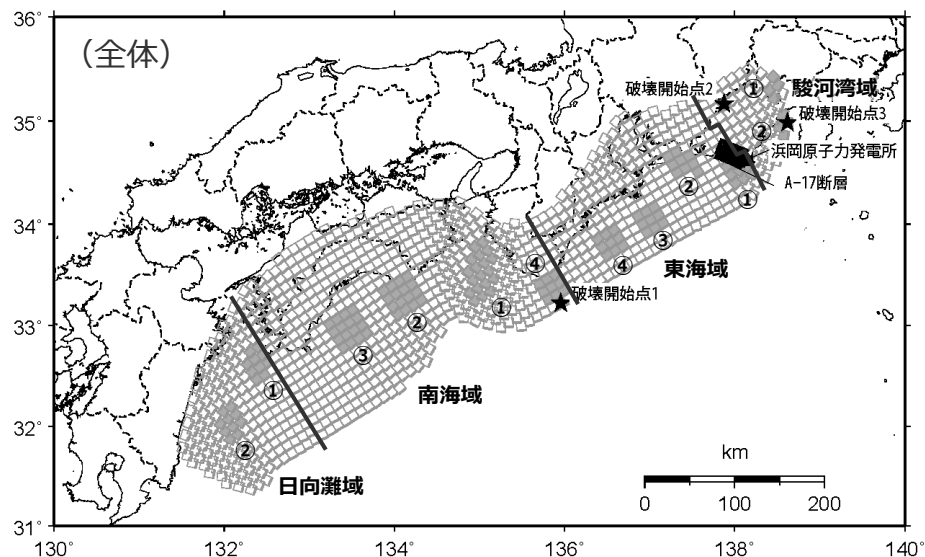 36°
（全体）
破壊開始点2
①
駿河湾域
35°
②
破壊開始点3
浜岡原子力発電所
②
A-17断層
①
34°
③
④
④
東海域
破壊開始点1
①
33°
②
③
①
南海域
32°
②
日向灘域
km
0 100 200
31°
130° 132° 134° 136° 138° 140°